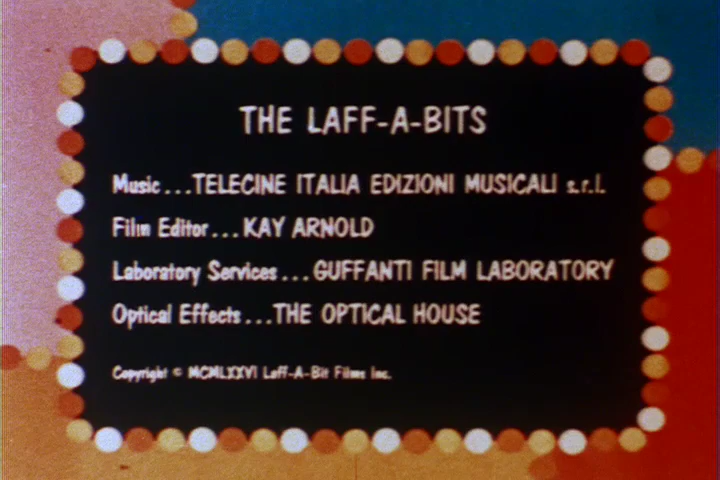 THE LAFF-A-BITS
Music...TELECINE ITALIA EDIZIONI MUSICALI s.r.l.
Film Editor...KAY ARNOLD
Laboratory Services...GUFFANTI FILM LABORATORY
Optical Effects...THE OPTICAL HOUSE
Copyright © MCMLXXVI Laff-A-Bit Films Inc.